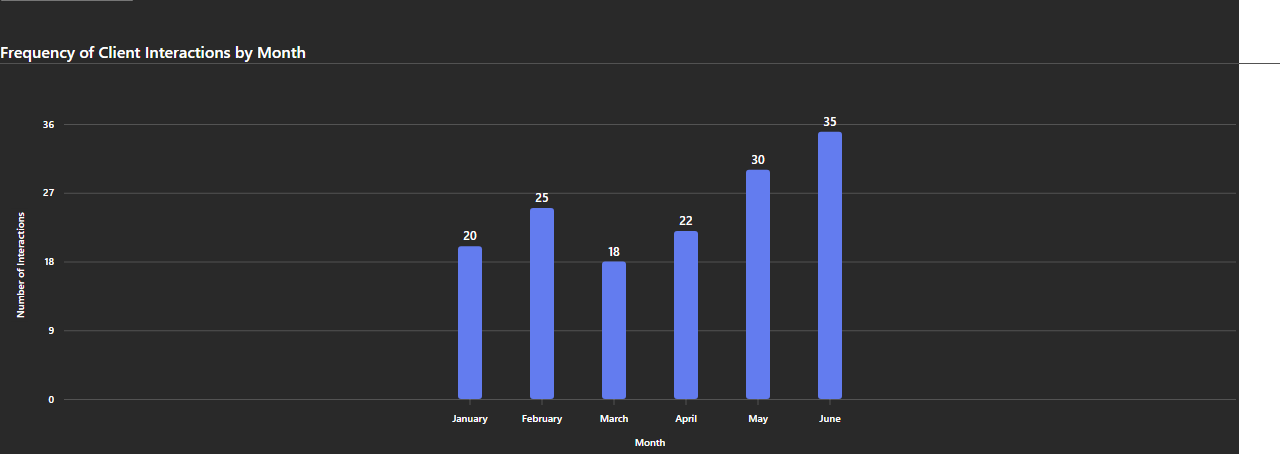 Frequency of Client Interactions by Month
36
27
18
9
0
Number of Interactions
20
25
18
22
30
35
January
February
March
April
May
June
Month